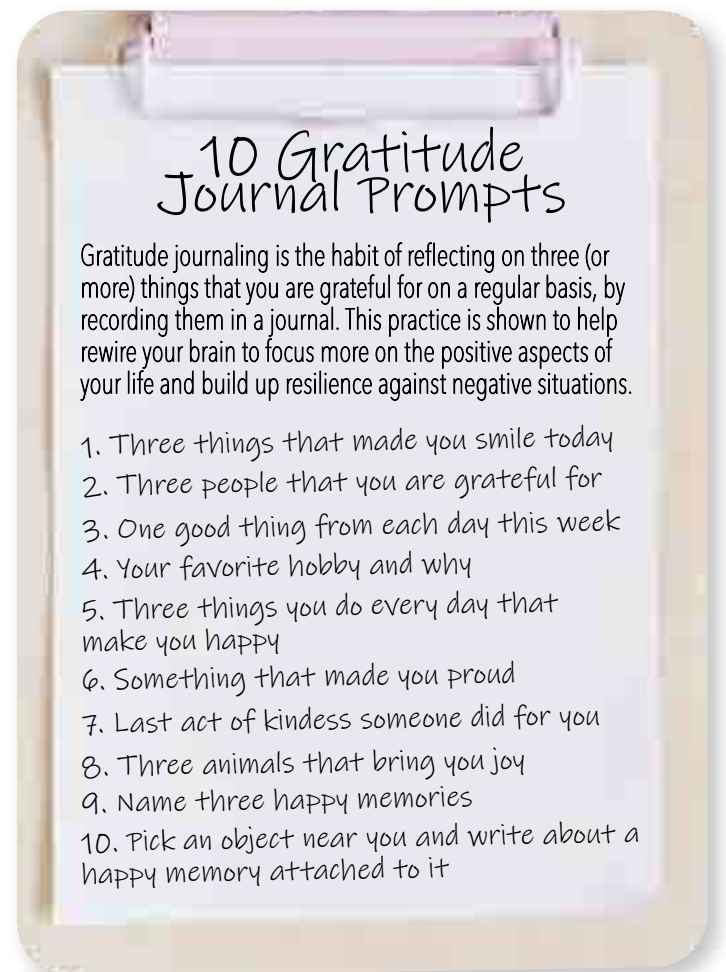 10 Gratitude
Journal Prompts
Gratitude journaling is the habit of reflecting on three (or
more) things that you are grateful for on a regular basis, by
recording them in a journal. This practice is shown to help
rewire your brain to focus more on the positive aspects of
your life and build up resilience against negative situations.
1. Three things that made you smile today
2. Three people that you are grateful for
3. One good thing from each day this week
4. Your favorite hobby and why
5. Three things you do every day that
make you happy
6. Something that made you proud
7. Last act of kindess someone did for you
8. Three animals that bring you joy
9. Name three happy memories
10. Pick an object near you and write about a
happy memory attached to it